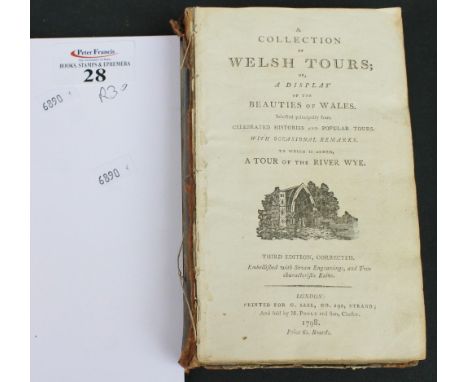 Peter Francis
BOOKS, STAMPS & EPHEMERA
28
6890
6890
A
COLLECTION
OF
WELSH TOURS;
OR,
A DISPLAY
OF THE
BEAUTIES OF WALES.
Selected principally from
CELEBRATED HISTORIES AND POPULAR TOURS.
WITH OCCASIONAL REMARKS.
TO WHICH IS ADDED,
A TOUR OF THE RIVER WYE.
THIRD EDITION, CORRECTED.
Embellished with Seven Engravings, and Two
characteristic Extras.
LONDON:
PRINTED FOR G. SAEL, NO. 192, STRAND;
And sold by M. POOLE and Son, Chester.
1798.
Price 6s. Boards.